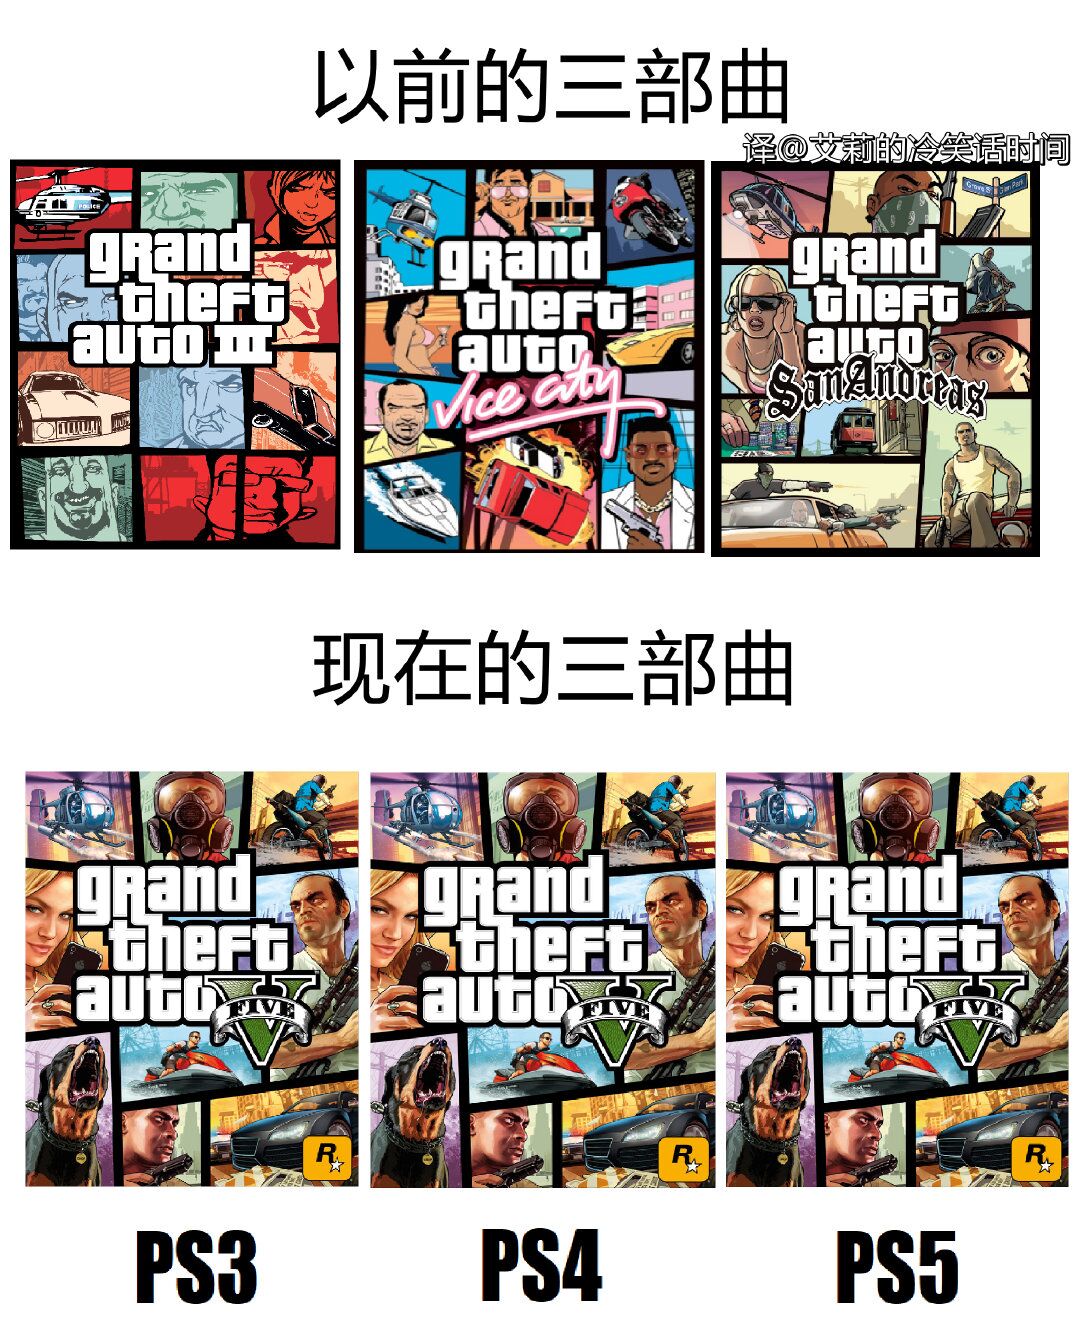 以前的三部曲
译@艾莉的冷笑话时间
POLICE
grand
theft
auto III
grand
theft
auto
vice city
Grove S
grand
theft
auto
San Andreas
现在的三部曲
grand
theft
auto V
FIVE
R
grand
theft
auto V
FIVE
R
grand
theft
auto V
FIVE
R
PS3
PS4
PS5